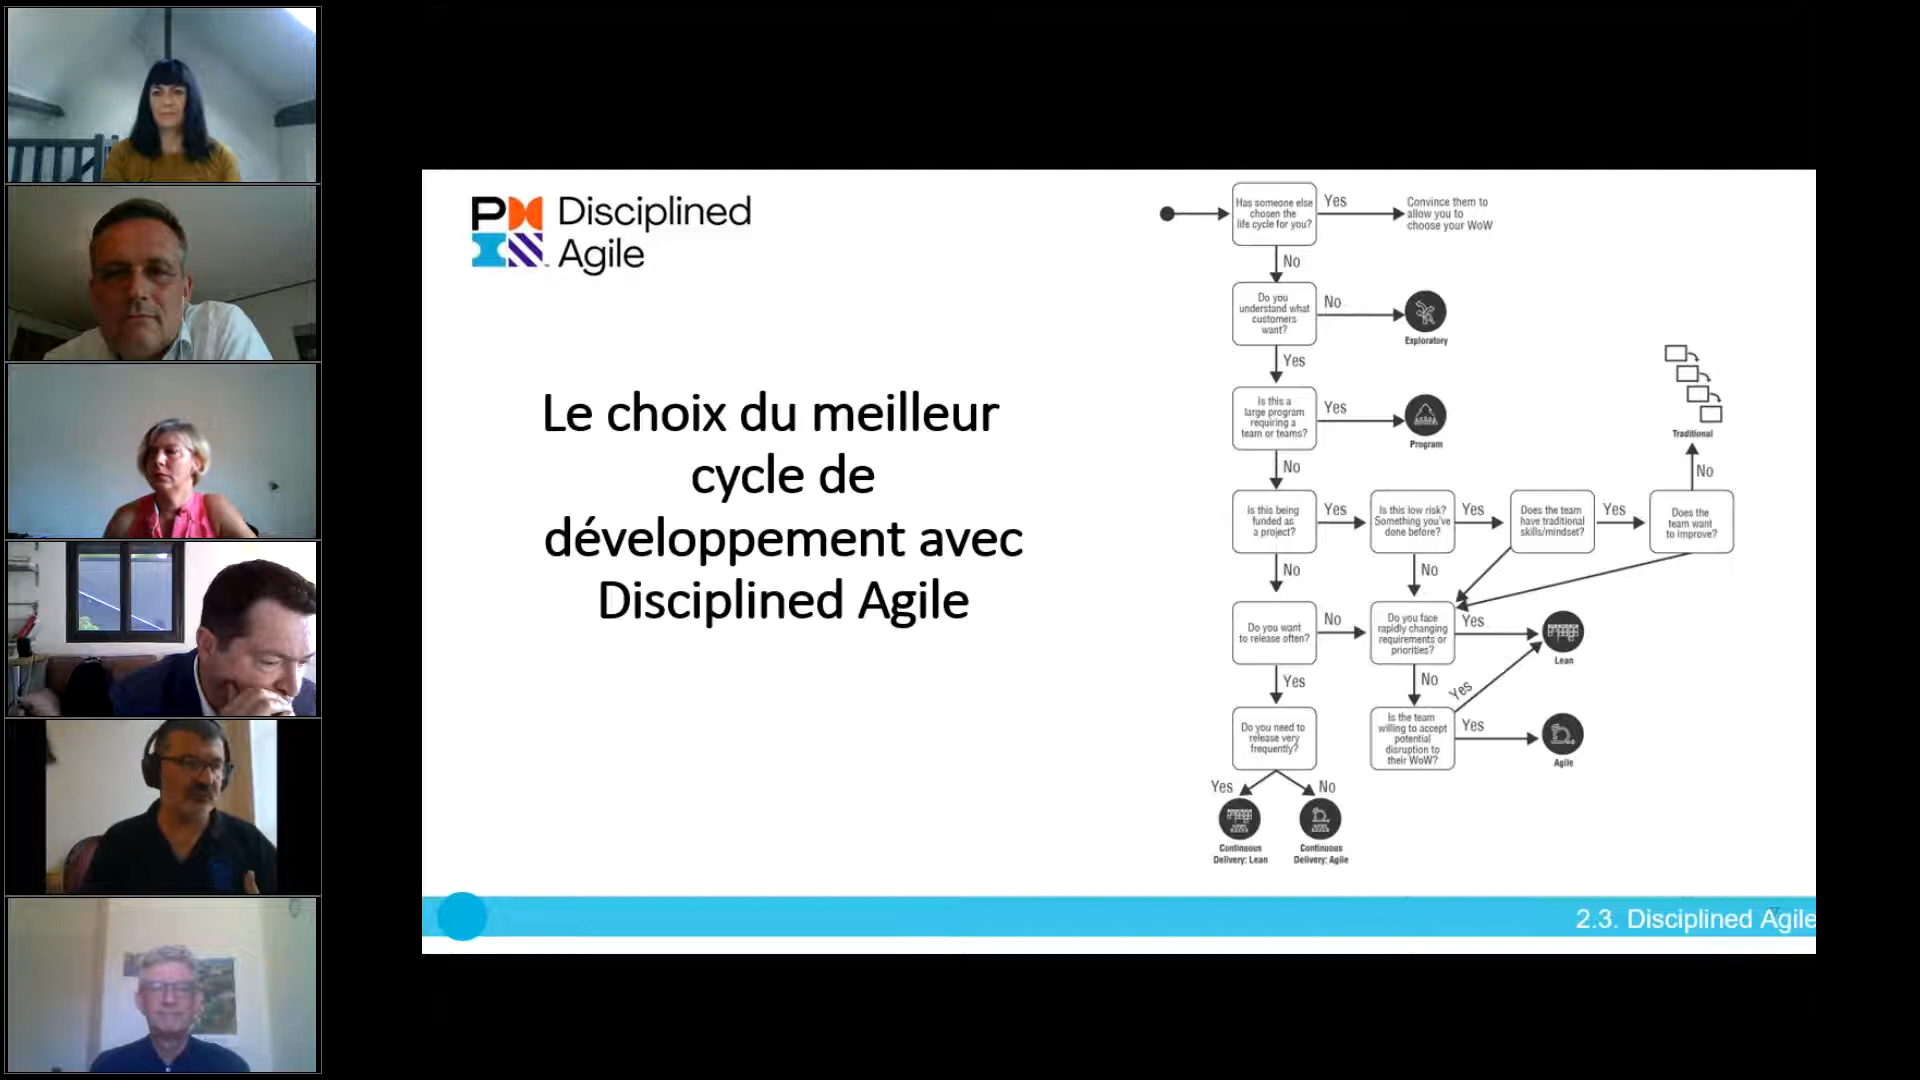 Disciplined
Agile
Le choix du meilleur
cycle de
développement avec
Disciplined Agile
Has someone else
chosen the
life cycle for you?
Yes
Convince them to
allow you to
choose your WoW
No
Do you
understand what
customers
want?
No
Exploratory
Yes
Is this a
large program
requiring a
team or teams?
Yes
Program
No
Is this being
funded as
a project?
Yes
Is this low risk?
Something you've
done before?
Yes
Does the team
have traditional
skills/mindset?
Yes
Does the
team want
to improve?
No
Traditional
No
No
Do you want
to release often?
No
Do you face
rapidly changing
requirements or
priorities?
Yes
Lean
Yes
No
Yes
Do you need to
release very
frequently?
Is the team
willing to accept
potential
disruption to
their WoW?
Yes
Agile
Yes
No
Continuous
Delivery: Lean
Continuous
Delivery: Agile
2.3. Disciplined Agile